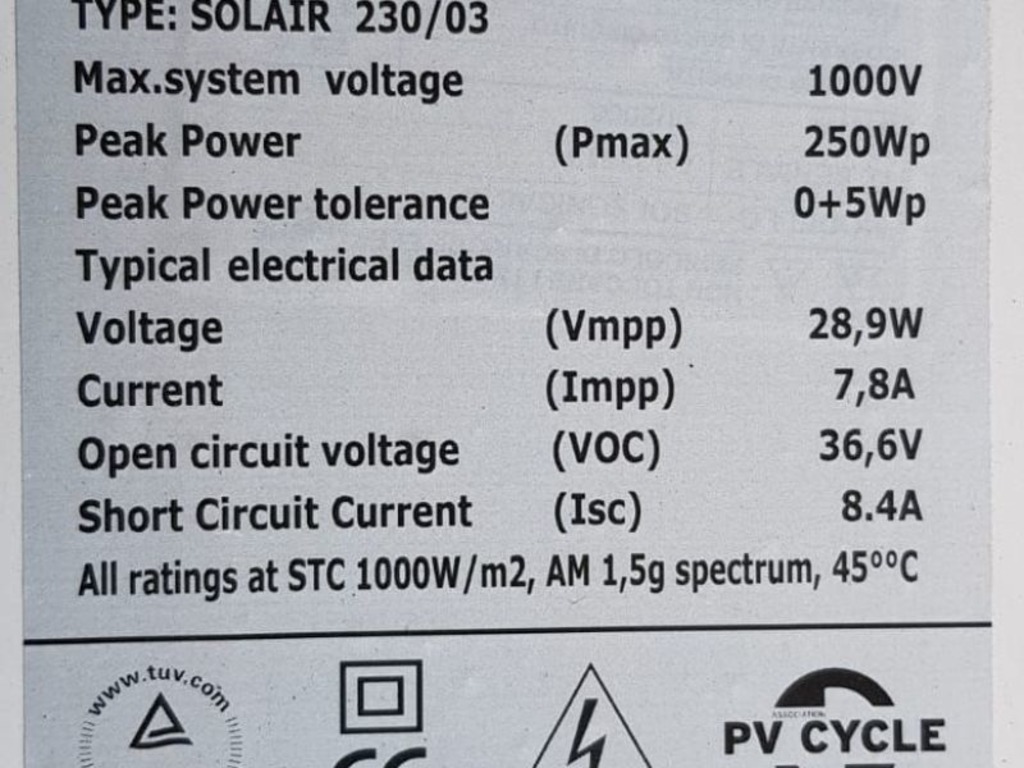 TYPE: SOLAIR 230/03
Max.system voltage 1000V
Peak Power (Pmax) 250Wp
Peak Power tolerance 0+5Wp
Typical electrical data
Voltage (Vmpp) 28,9W
Current (Impp) 7,8A
Open circuit voltage (VOC) 36,6V
Short Circuit Current (Isc) 8.4A
All ratings at STC 1000W/m2, AM 1,5g spectrum, 45ººC
www.tuv.com
ASSOCIATION
PV CYCLE